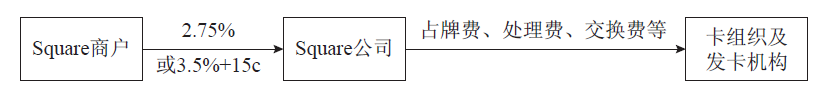 Square商户
2.75%
或3.5%+15c
Square公司
占牌费、处理费、交换费等
卡组织及
发卡机构